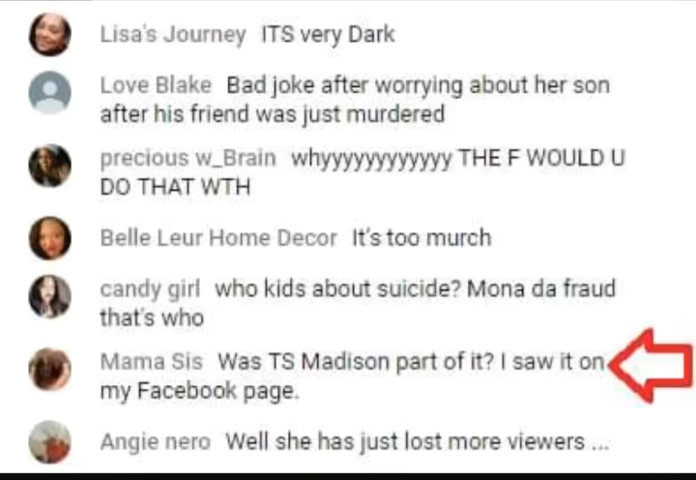 Lisa's Journey ITS very Dark
Love Blake Bad joke after worrying about her son
after his friend was just murdered
precious w_Brain whyyyyyyyyyyyy THE F WOULD U
DO THAT WTH
Belle Leur Home Decor It's too murch
candy girl who kids about suicide? Mona da fraud
that's who
Mama Sis Was TS Madison part of it? I saw it on
my Facebook page.
Angie nero Well she has just lost more viewers ...